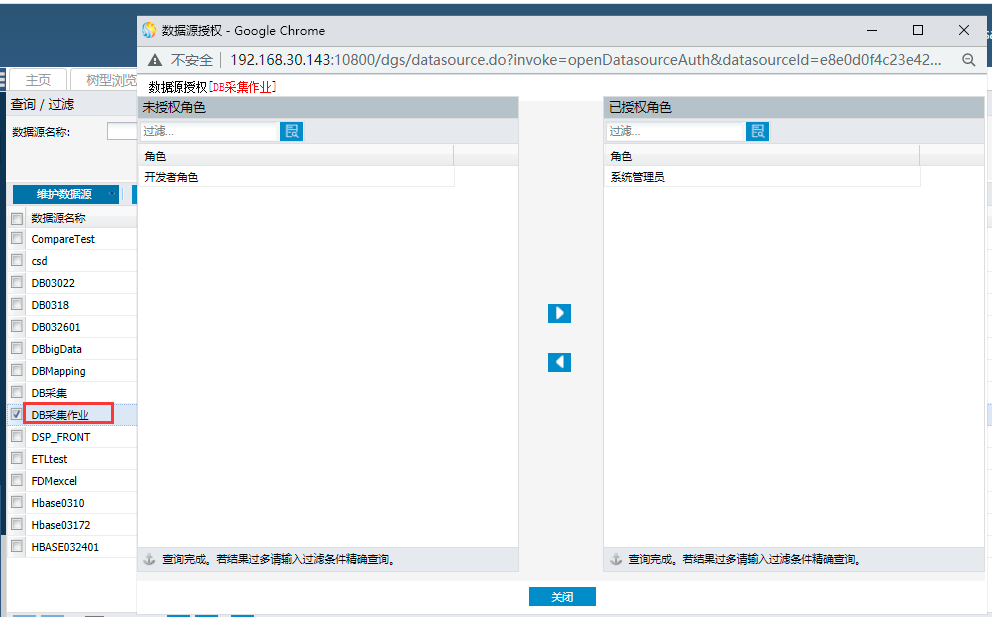 数据源授权 - Google Chrome
不安全 | 192.168.30.143:10800/dgs/datasource.do?invoke=openDatasourceAuth&datasourceId=e8e0d0f4c23e42...
主页
树型浏览
查询 / 过滤
数据源名称:
维护数据源
数据源名称
CompareTest
csd
DB03022
DB0318
DB032601
DBbigData
DBMapping
DB采集
DB采集作业
DSP_FRONT
ETLtest
FDMexcel
Hbase0310
Hbase03172
HBASE032401
数据源授权[DB采集作业]
未授权角色
过滤...
角色
开发者角色
查询完成。若结果过多请输入过滤条件精确查询。
已授权角色
过滤...
角色
系统管理员
查询完成。若结果过多请输入过滤条件精确查询。
关闭